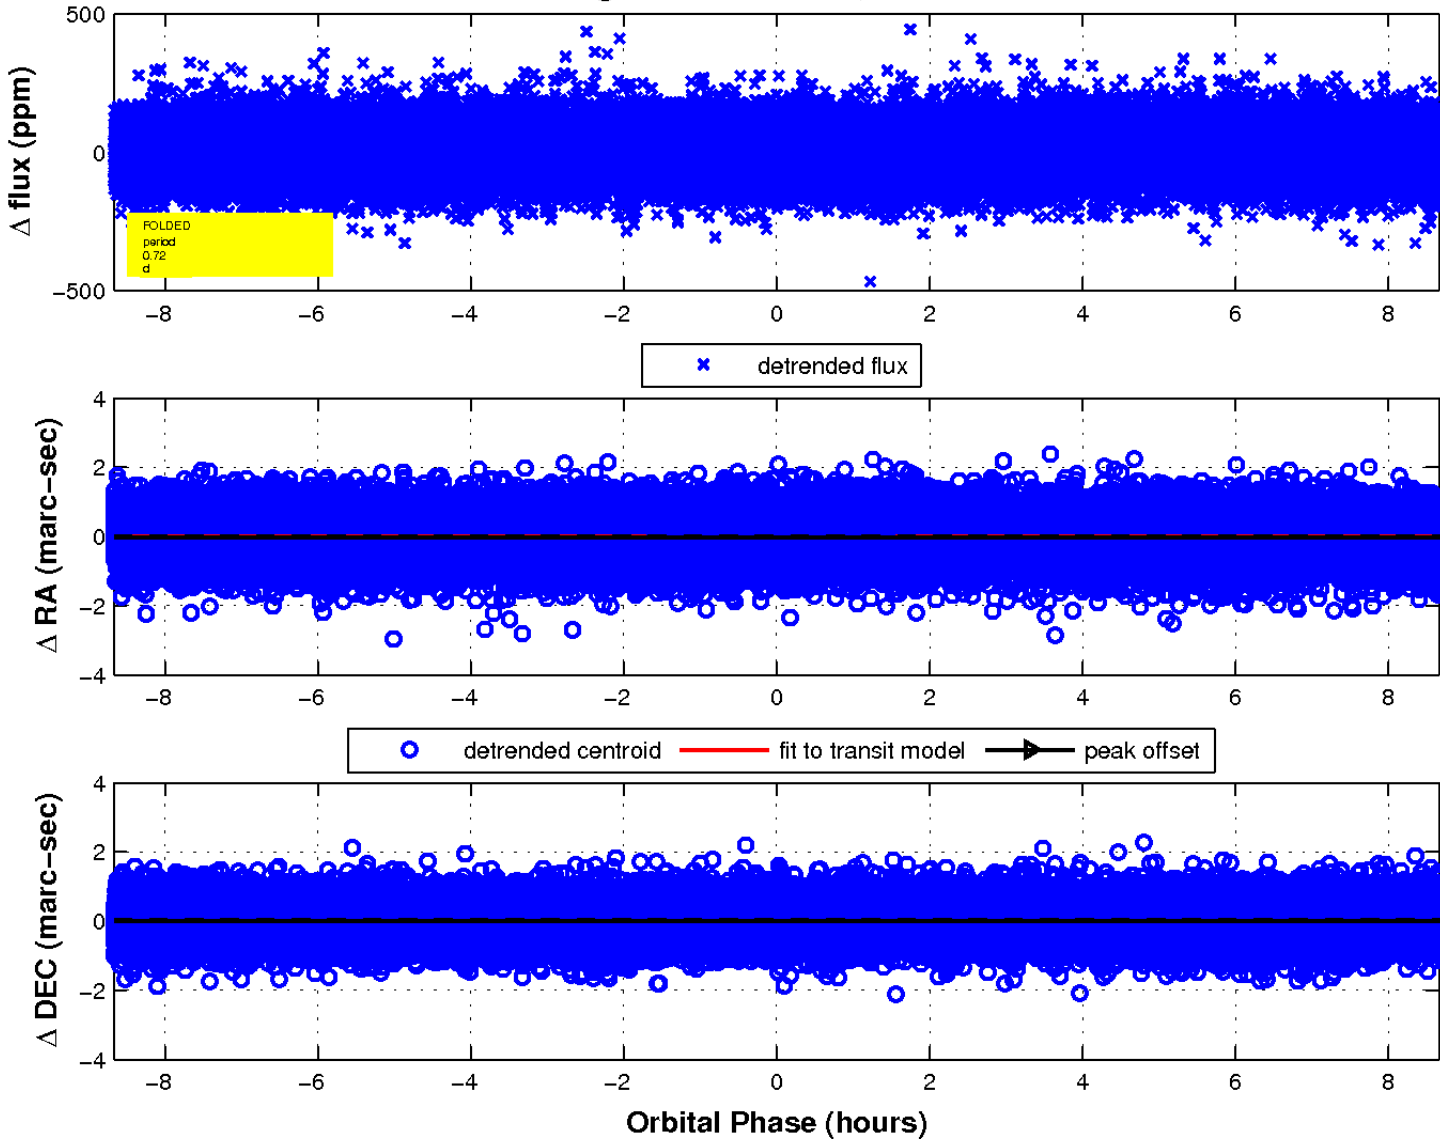 500
0
−500
Δ flux (ppm)
FOLDED
period
0.72
d
−8 −6 −4 −2 0 2 4 6 8
detrended flux
4
2
0
−2
−4
Δ RA (marc−sec)
−8 −6 −4 −2 0 2 4 6 8
detrended centroid fit to transit model peak offset
4
2
0
−2
−4
Δ DEC (marc−sec)
−8 −6 −4 −2 0 2 4 6 8
Orbital Phase (hours)